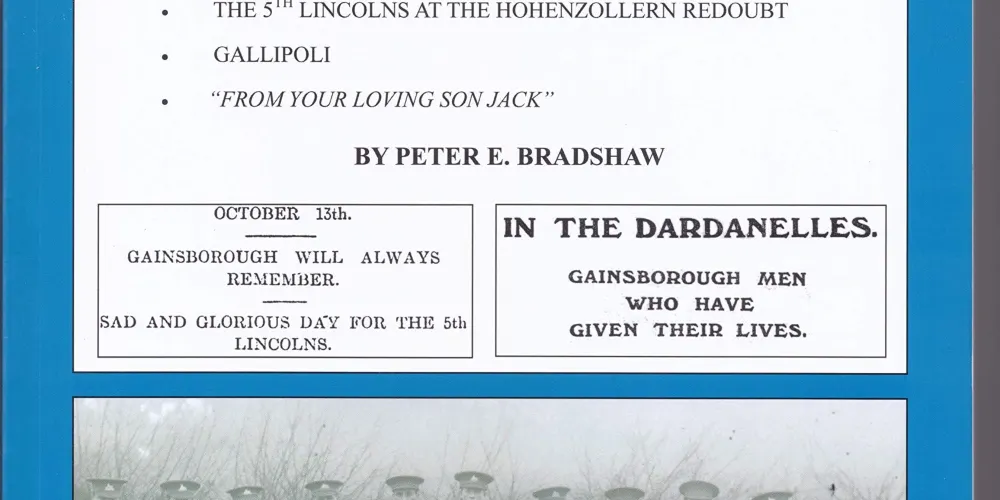 • THE 5TH LINCOLNS AT THE HOHENZOLLERN REDOUBT
• GALLIPOLI
• “FROM YOUR LOVING SON JACK”
BY PETER E. BRADSHAW
OCTOBER 13th.
GAINSBOROUGH WILL ALWAYS
REMEMBER.
SAD AND GLORIOUS DAY FOR THE 5th
LINCOLNS.
IN THE DARDANELLES.
GAINSBOROUGH MEN
WHO HAVE
GIVEN THEIR LIVES.